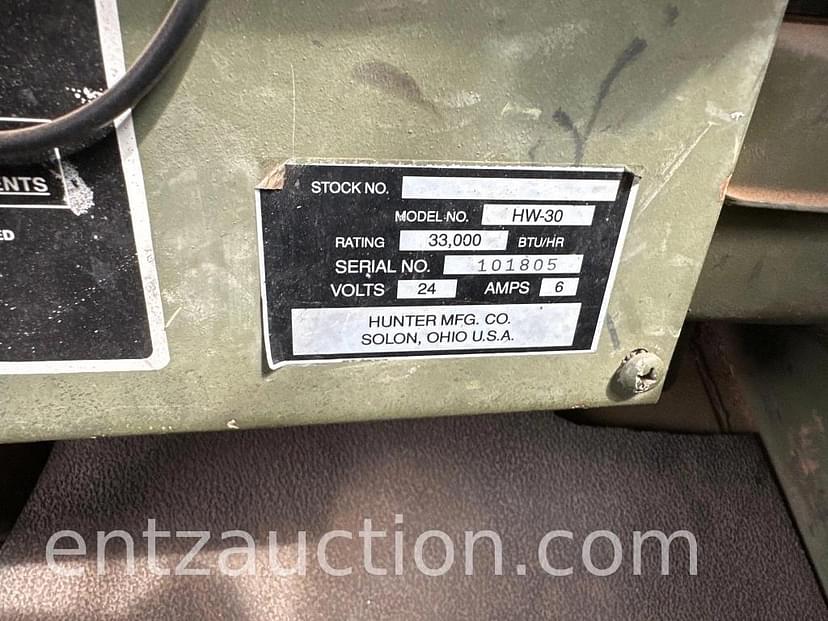 ENTS
ED
STOCK NO.
MODEL NO. HW-30
RATING 33,000 BTU/HR
SERIAL NO. 101805
VOLTS 24 AMPS 6
HUNTER MFG. CO.
SOLON, OHIO U.S.A.
entzauction.com